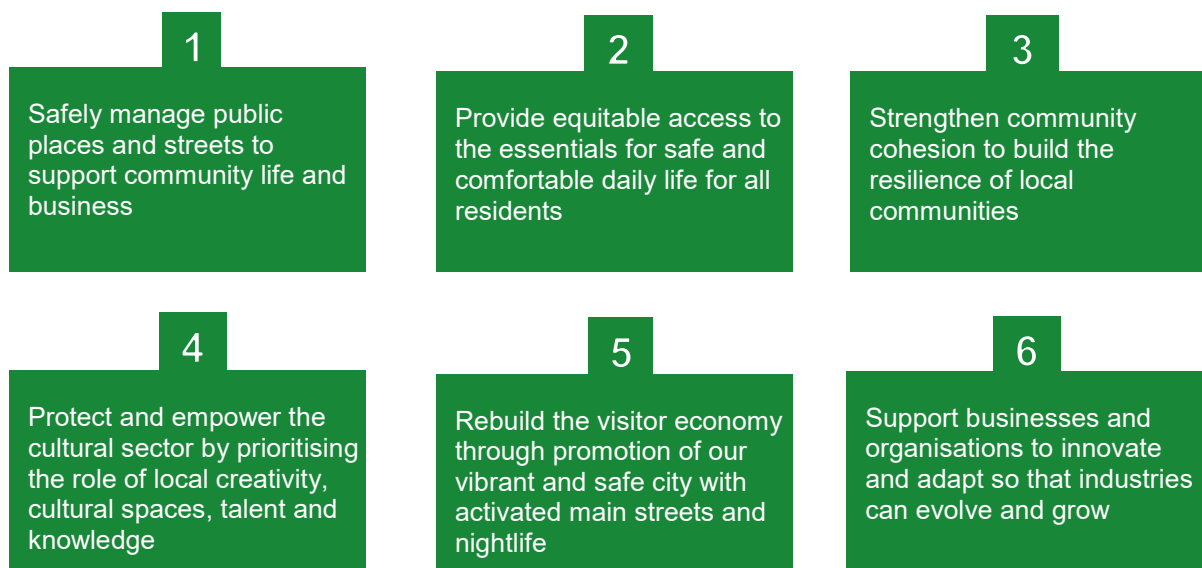 1
Safely manage public
places and streets to
support community life and
business
2
Provide equitable access to
the essentials for safe and
comfortable daily life for all
residents
3
Strengthen community
cohesion to build the
resilience of local
communities
4
Protect and empower the
cultural sector by prioritising
the role of local creativity,
cultural spaces, talent and
knowledge
5
Rebuild the visitor economy
through promotion of our
vibrant and safe city with
activated main streets and
nightlife
6
Support businesses and
organisations to innovate
and adapt so that industries
can evolve and grow